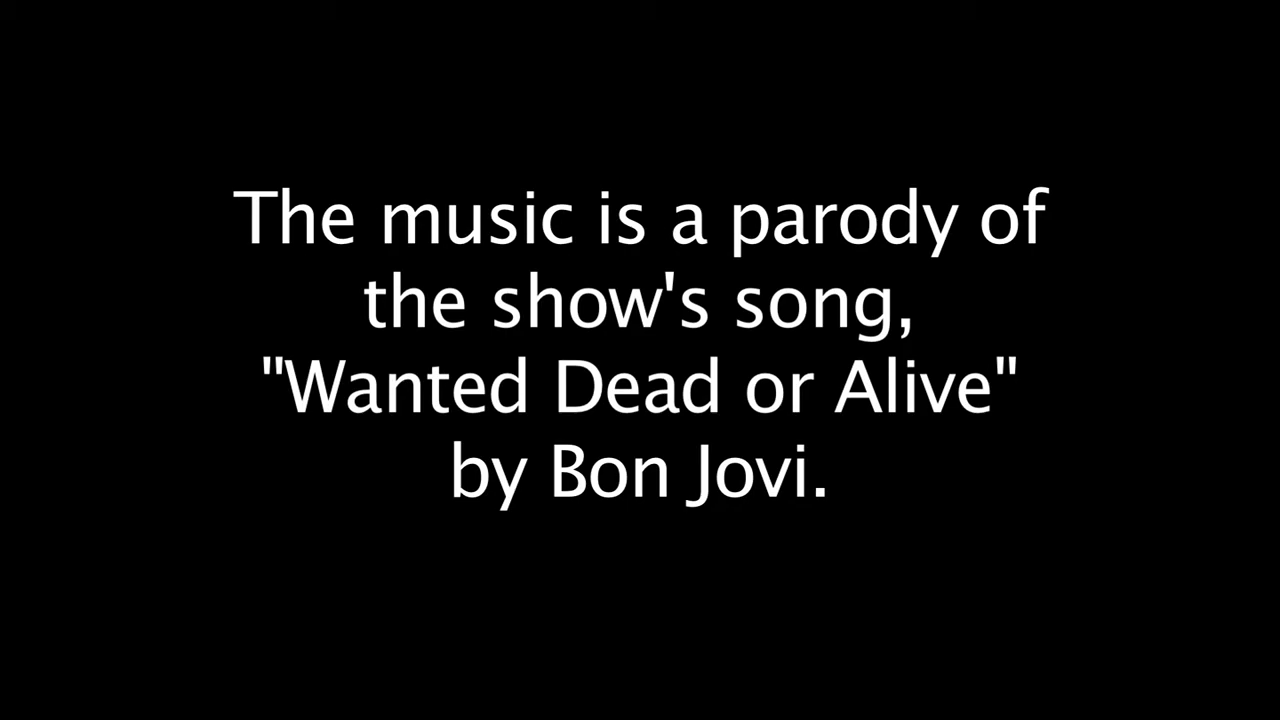 The music is a parody of
the show's song,
"Wanted Dead or Alive"
by Bon Jovi.